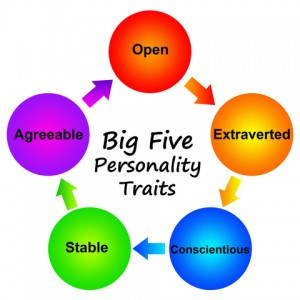 Open
Agreeable
Extraverted
Big Five
Personality
Traits
Stable
Conscientious